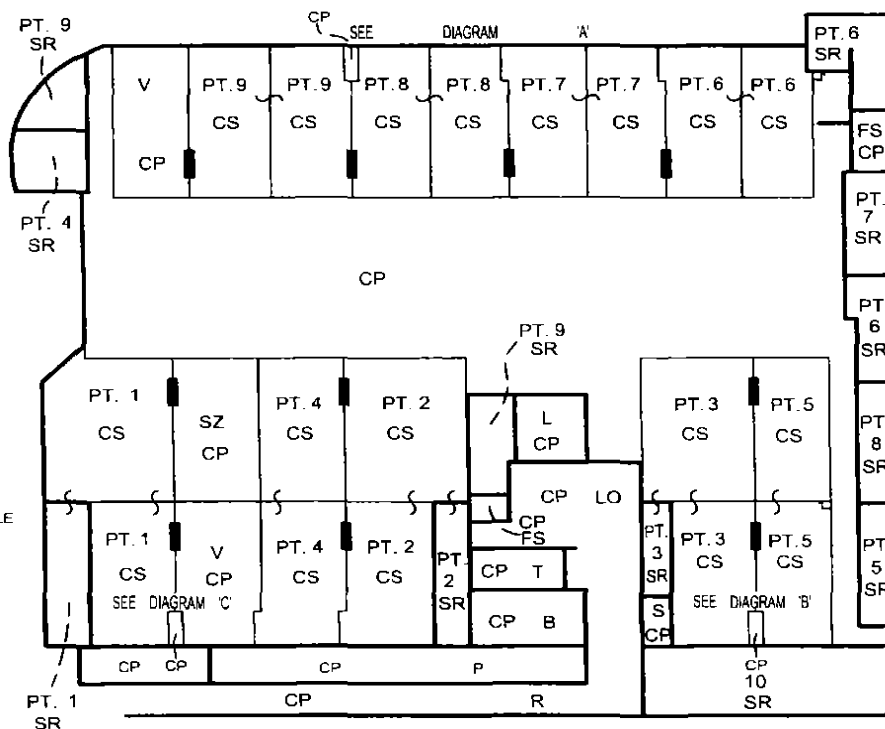 PT. 9
SR
CP
SEE DIAGRAM 'A'
PT. 6
SR
V
CP
PT. 9
CS
PT. 9
CS
PT. 8
CS
PT. 8
CS
PT. 7
CS
PT. 7
CS
PT. 6
CS
PT. 6
CS
FS
CP
PT. 4
SR
PT.
7
SR
CP
PT.
6
SR
PT. 9
SR
PT. 1
CS
SZ
CP
PT. 4
CS
PT. 2
CS
L
CP
PT. 3
CS
PT. 5
CS
PT.
8
SR
CP LO
CP
FS
LE
PT. 1
CS
V
CP
PT. 4
CS
PT. 2
CS
PT.
2
SR
CP T
PT.
3
SR
PT. 3
CS
PT. 5
CS
PT.
5
SR
SEE DIAGRAM 'C'
CP B
S
CP
SEE DIAGRAM 'B'
CP CP
CP P
CP
10
SR
PT. 1
SR
CP R